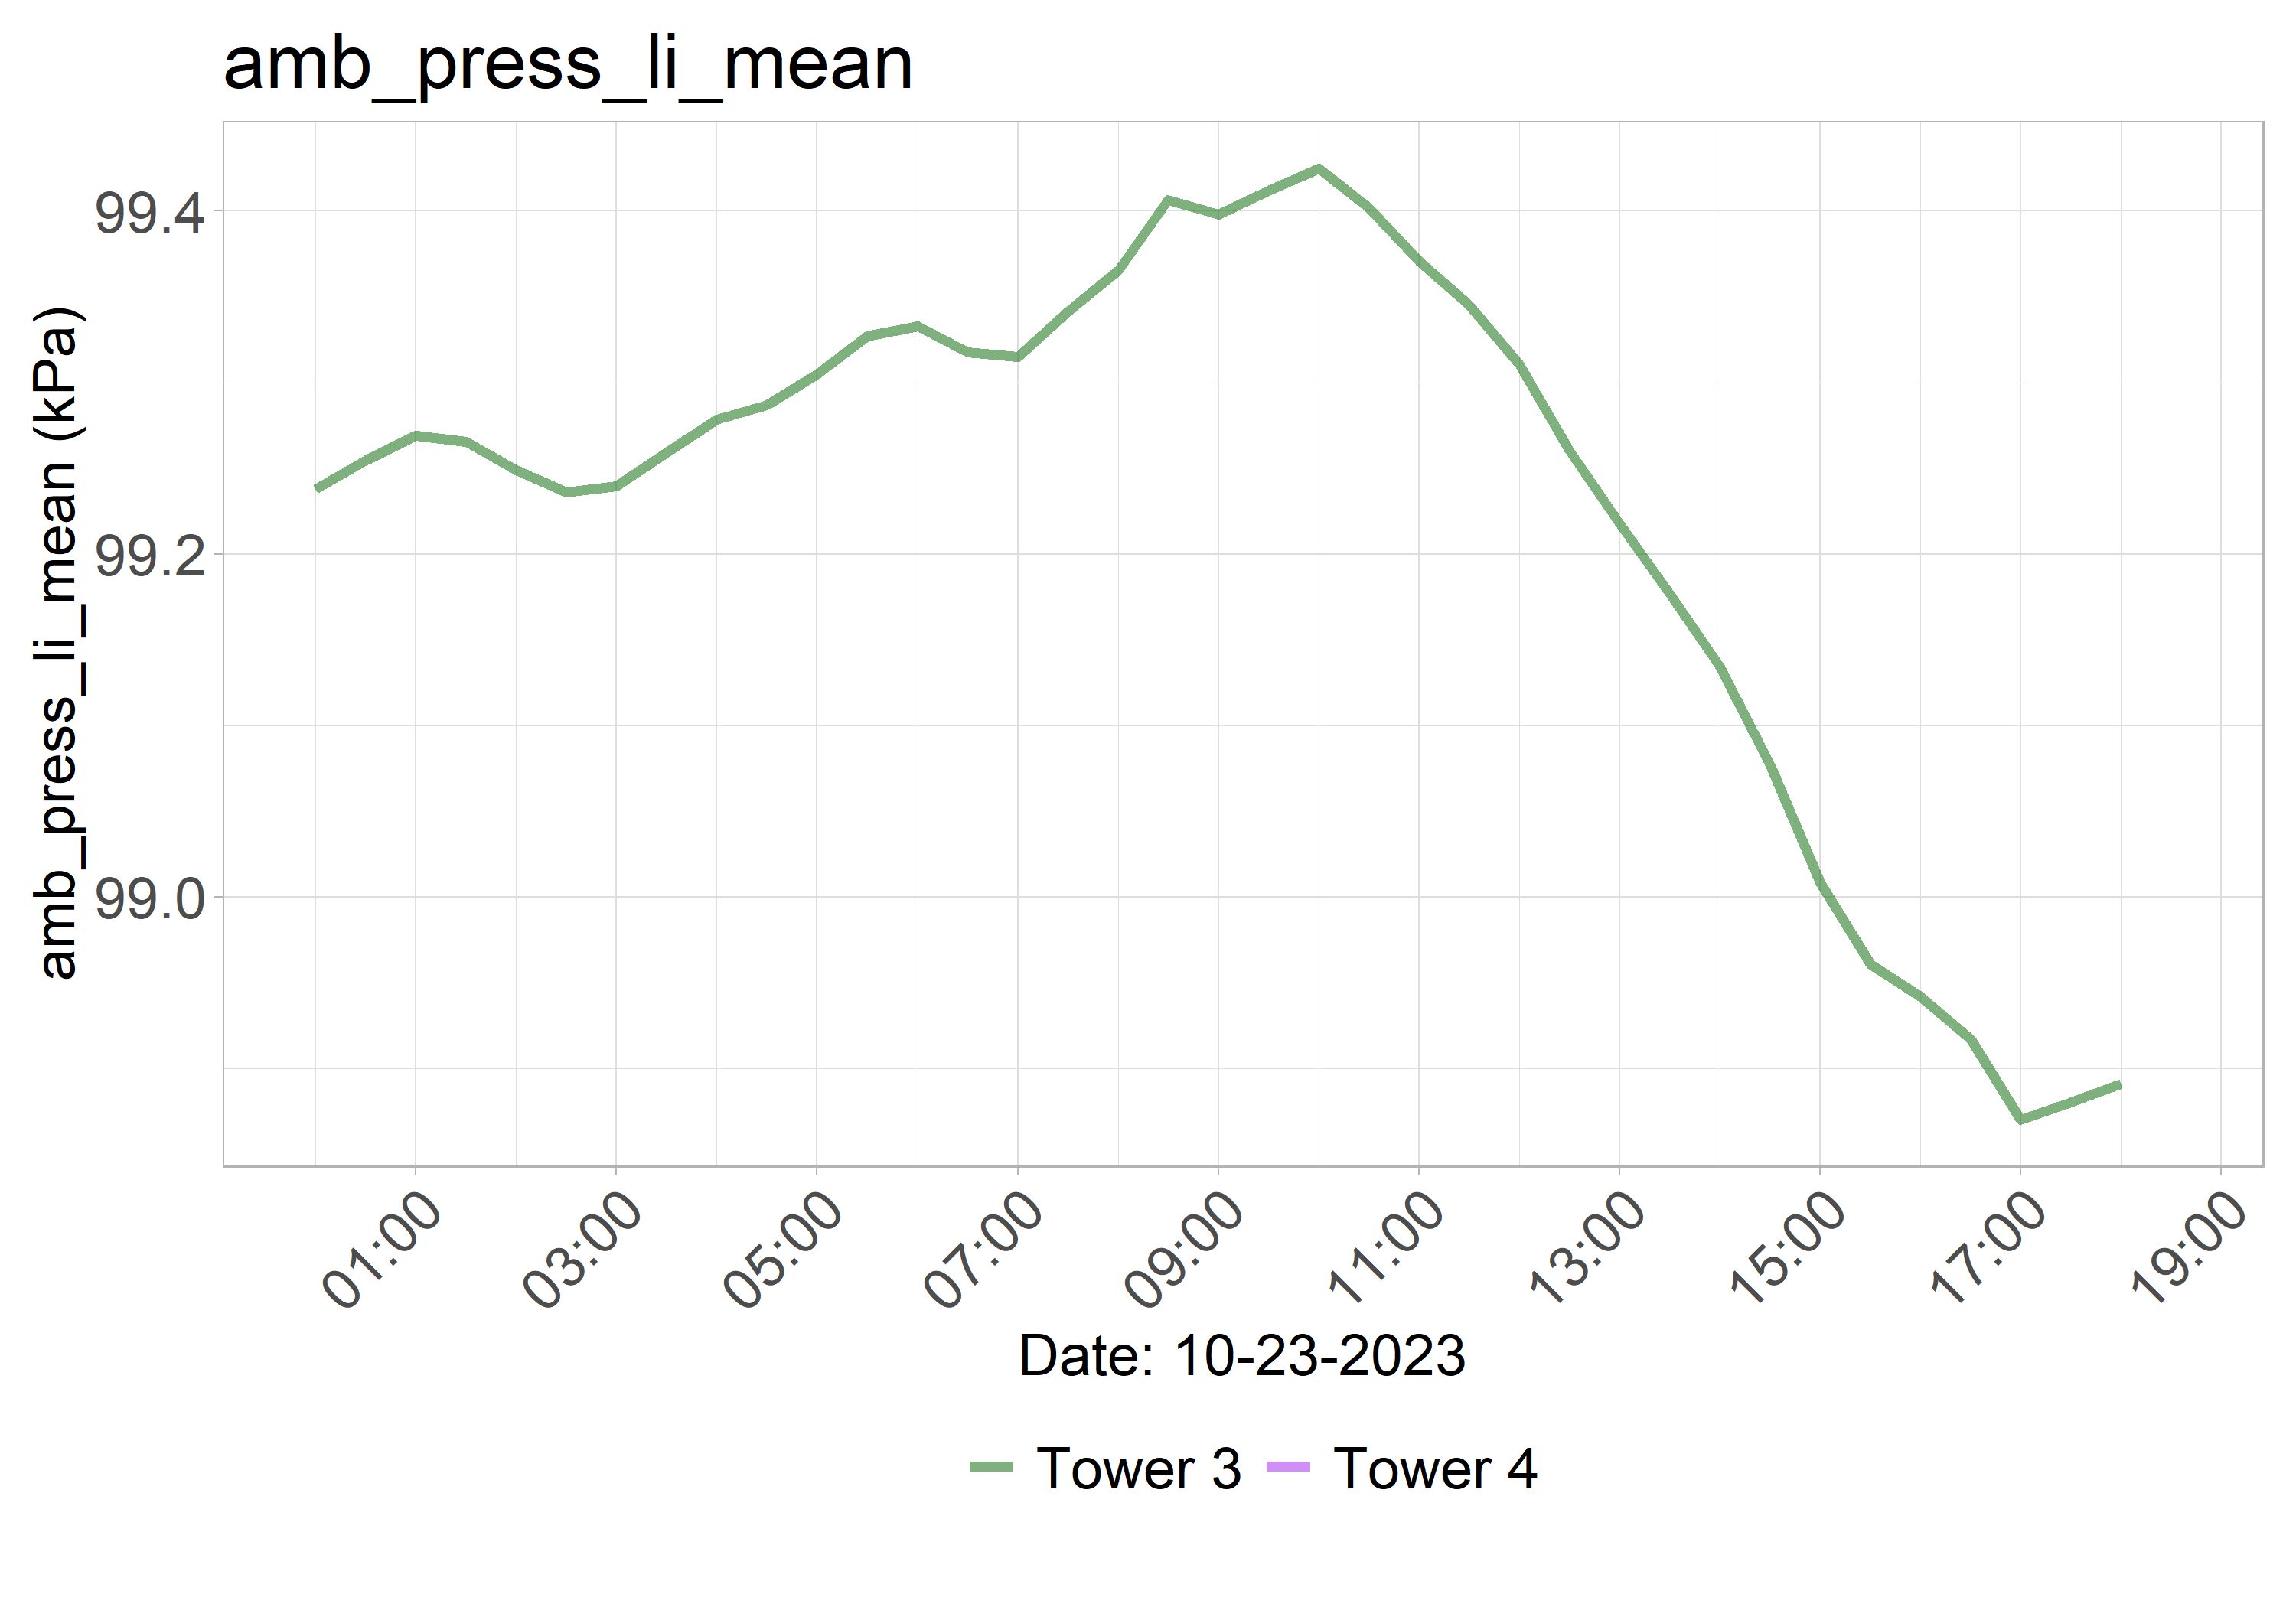 amb_press_li_mean
amb_press_li_mean (kPa)
99.4
99.2
99.0
01:00
03:00
05:00
07:00
09:00
11:00
13:00
15:00
17:00
19:00
Date: 10-23-2023
Tower 3
Tower 4